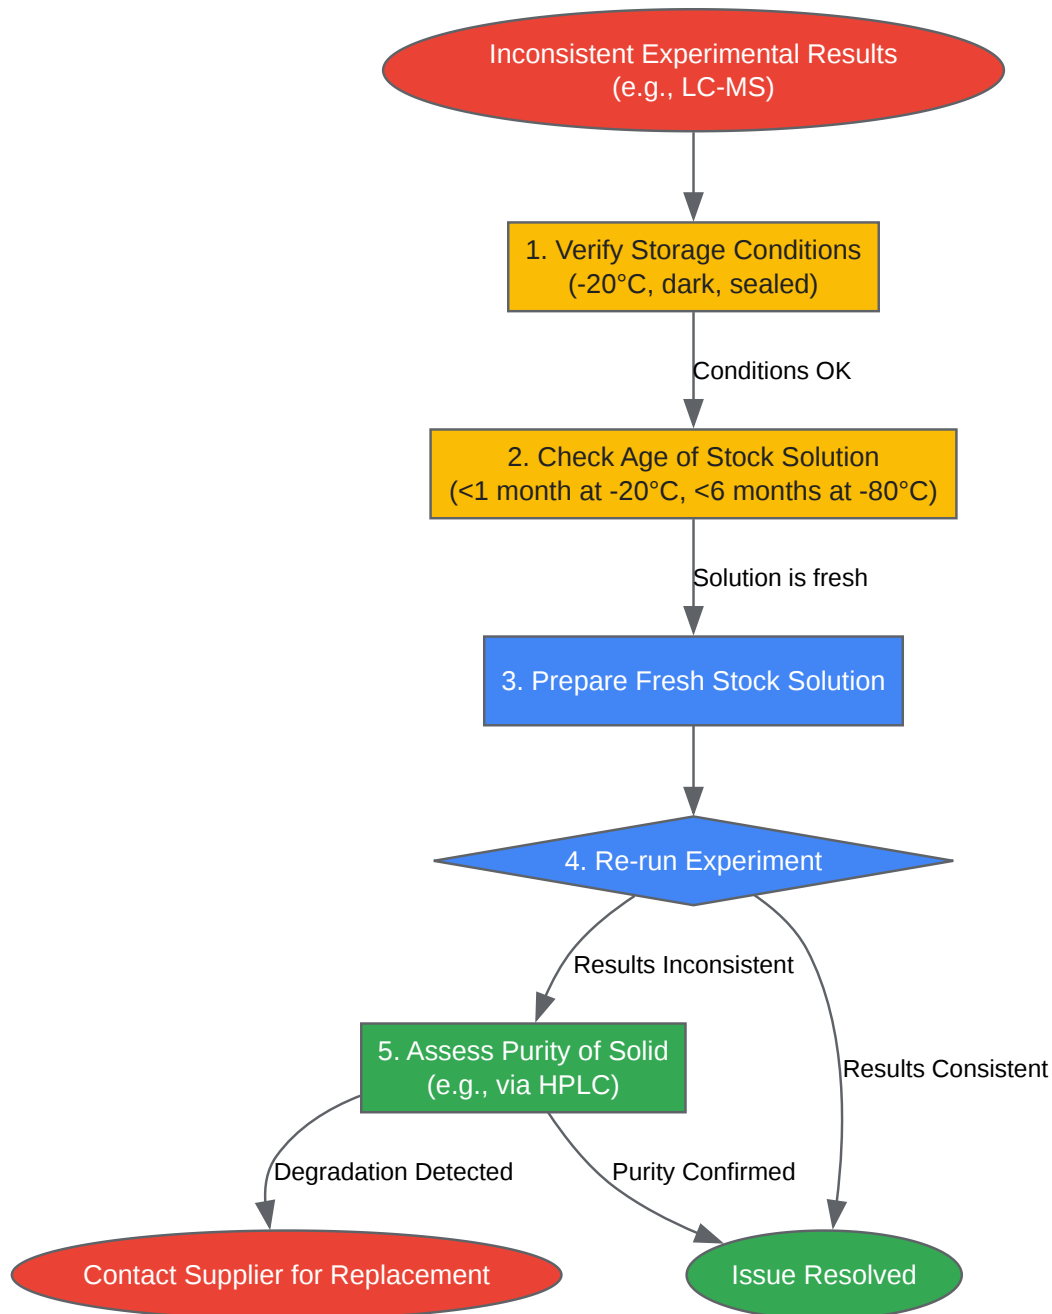 Inconsistent Experimental Results
(e.g., LC-MS)
1. Verify Storage Conditions
(-20°C, dark, sealed)
Conditions OK
2. Check Age of Stock Solution
(<1 month at -20°C, <6 months at -80°C)
Solution is fresh
3. Prepare Fresh Stock Solution
4. Re-run Experiment
Results Inconsistent
5. Assess Purity of Solid
(e.g., via HPLC)
Results Consistent
Degradation Detected
Purity Confirmed
Contact Supplier for Replacement
Issue Resolved